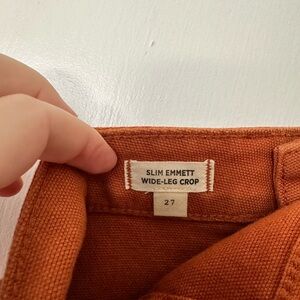 SLIM EMMETT
WIDE-LEG CROP
27